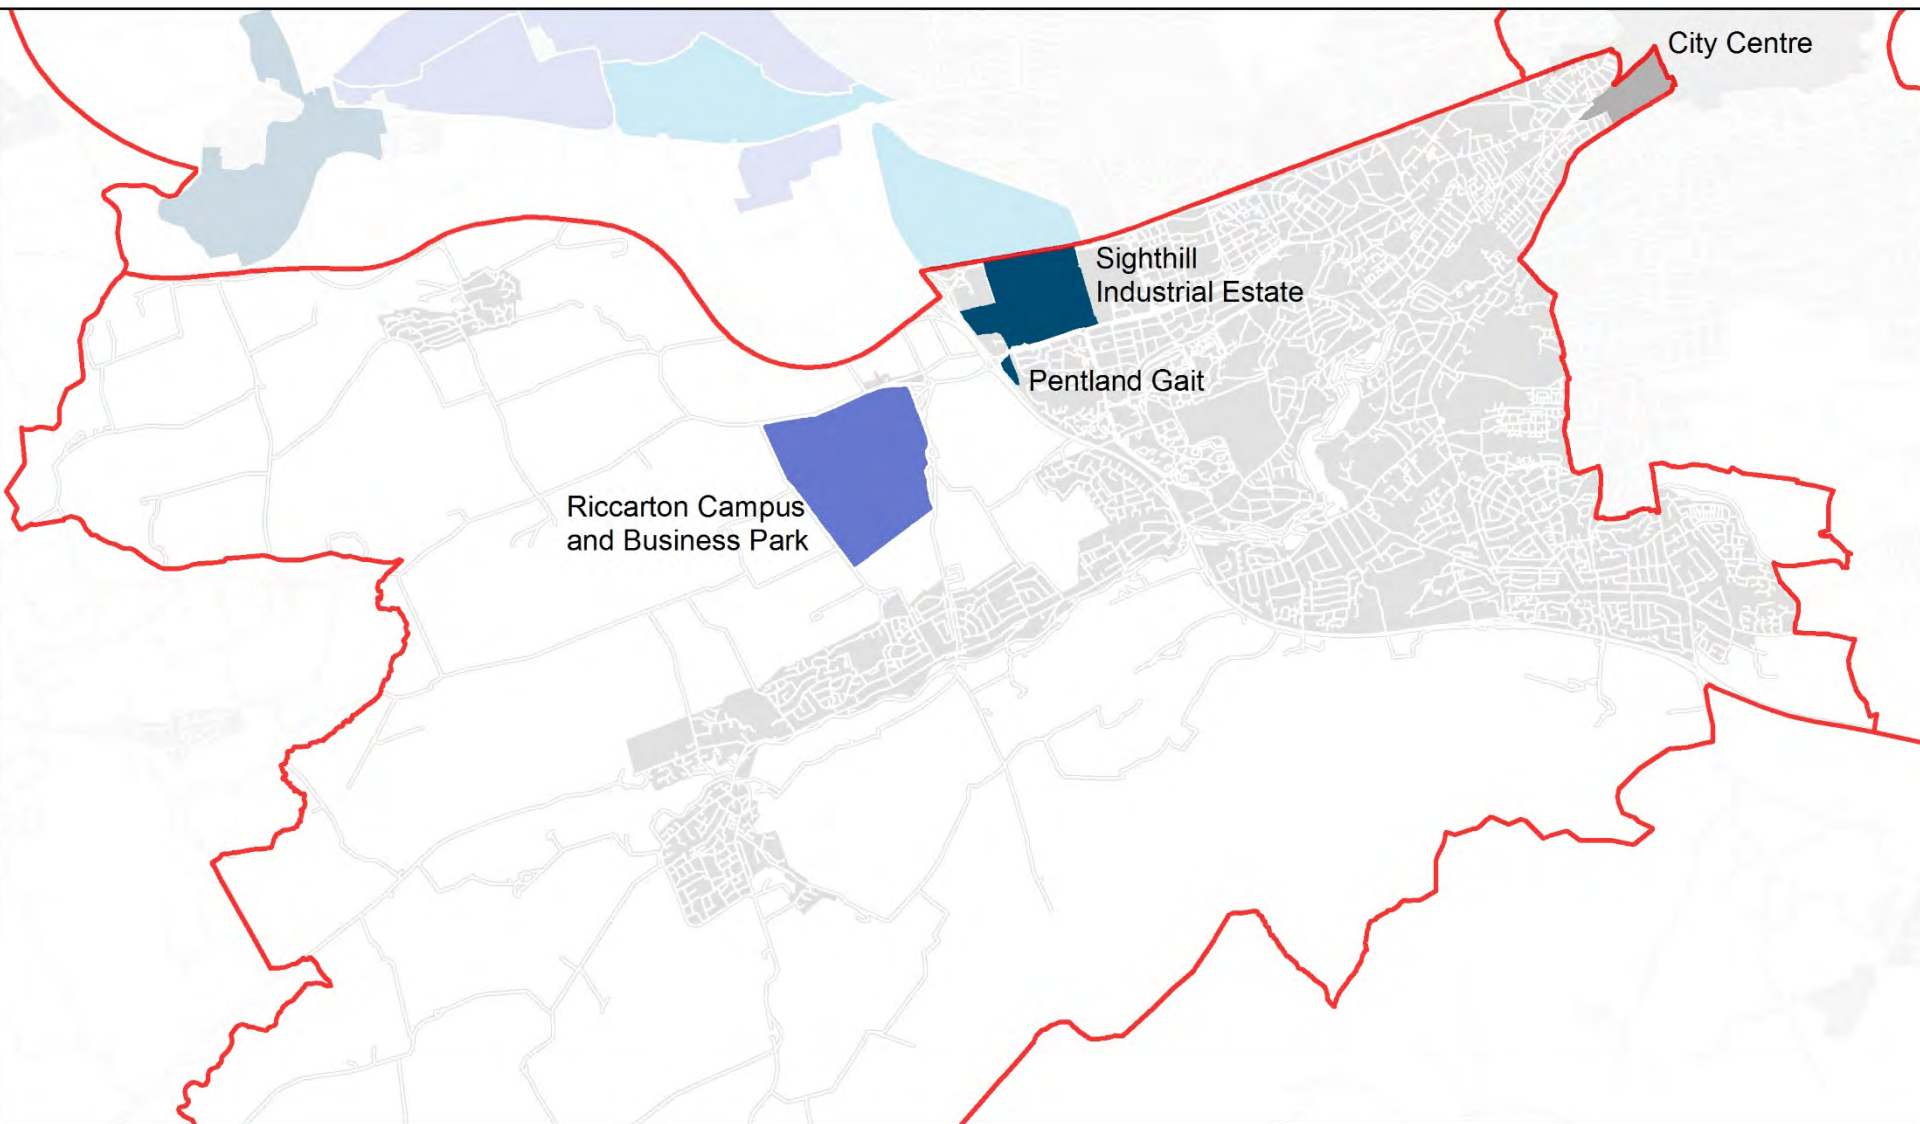 City Centre
Sighthill
Industrial Estate
Pentland Gait
Riccarton Campus
and Business Park